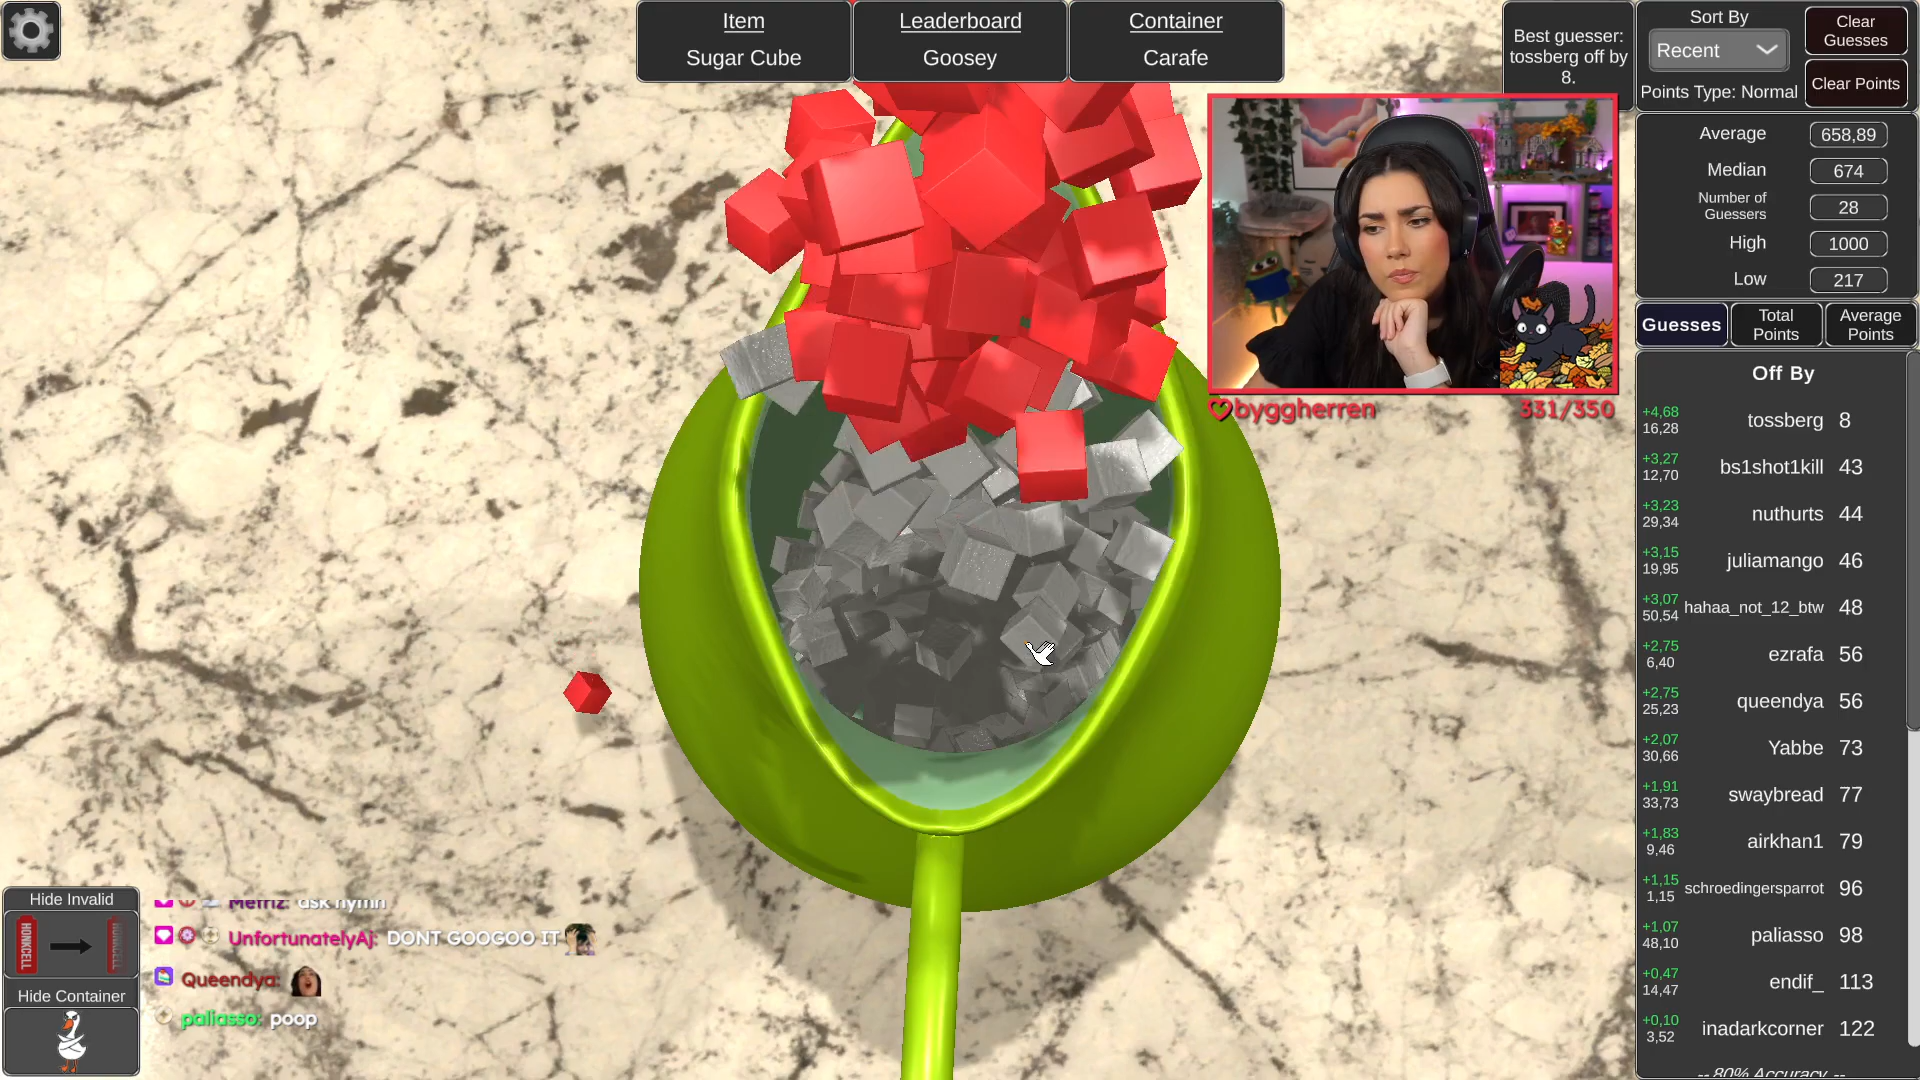 Item
Sugar Cube
Leaderboard
Goosey
Container
Carafe
Best guesser:
tossberg off by
8.
Sort By
Recent
Points Type: Normal
Clear
Guesses
Clear Points
Average 658,89
Median 674
Number of
Guessers
28
High 1000
Low 217
Guesses
Total
Points
Average
Points
Off By
+4,68
16,28
tossberg 8
+3,27
12,70
bs1shot1kill 43
+3,23
29,34
nuthurts 44
+3,15
19,95
juliamango 46
+3,07
50,54
hahaa_not_12_btw 48
+2,75
6,40
ezrafa 56
+2,75
25,23
queendya 56
+2,07
30,66
Yabbe 73
+1,91
33,73
swaybread 77
+1,83
9,46
airkhan1 79
+1,15
1,15
schroedingersparrot 96
+1,07
48,10
paliasso 98
+0,47
14,47
endif_ 113
+0,10
3,52
inadarkcorner 122
-- 80% Accuracy --
byggherren
331/350
Hide Invalid
HONKCELL
Hide Container
ask hymn
UnfortunatelyAj: DONT GOOGOO IT
Queendya:
paliasso: poop